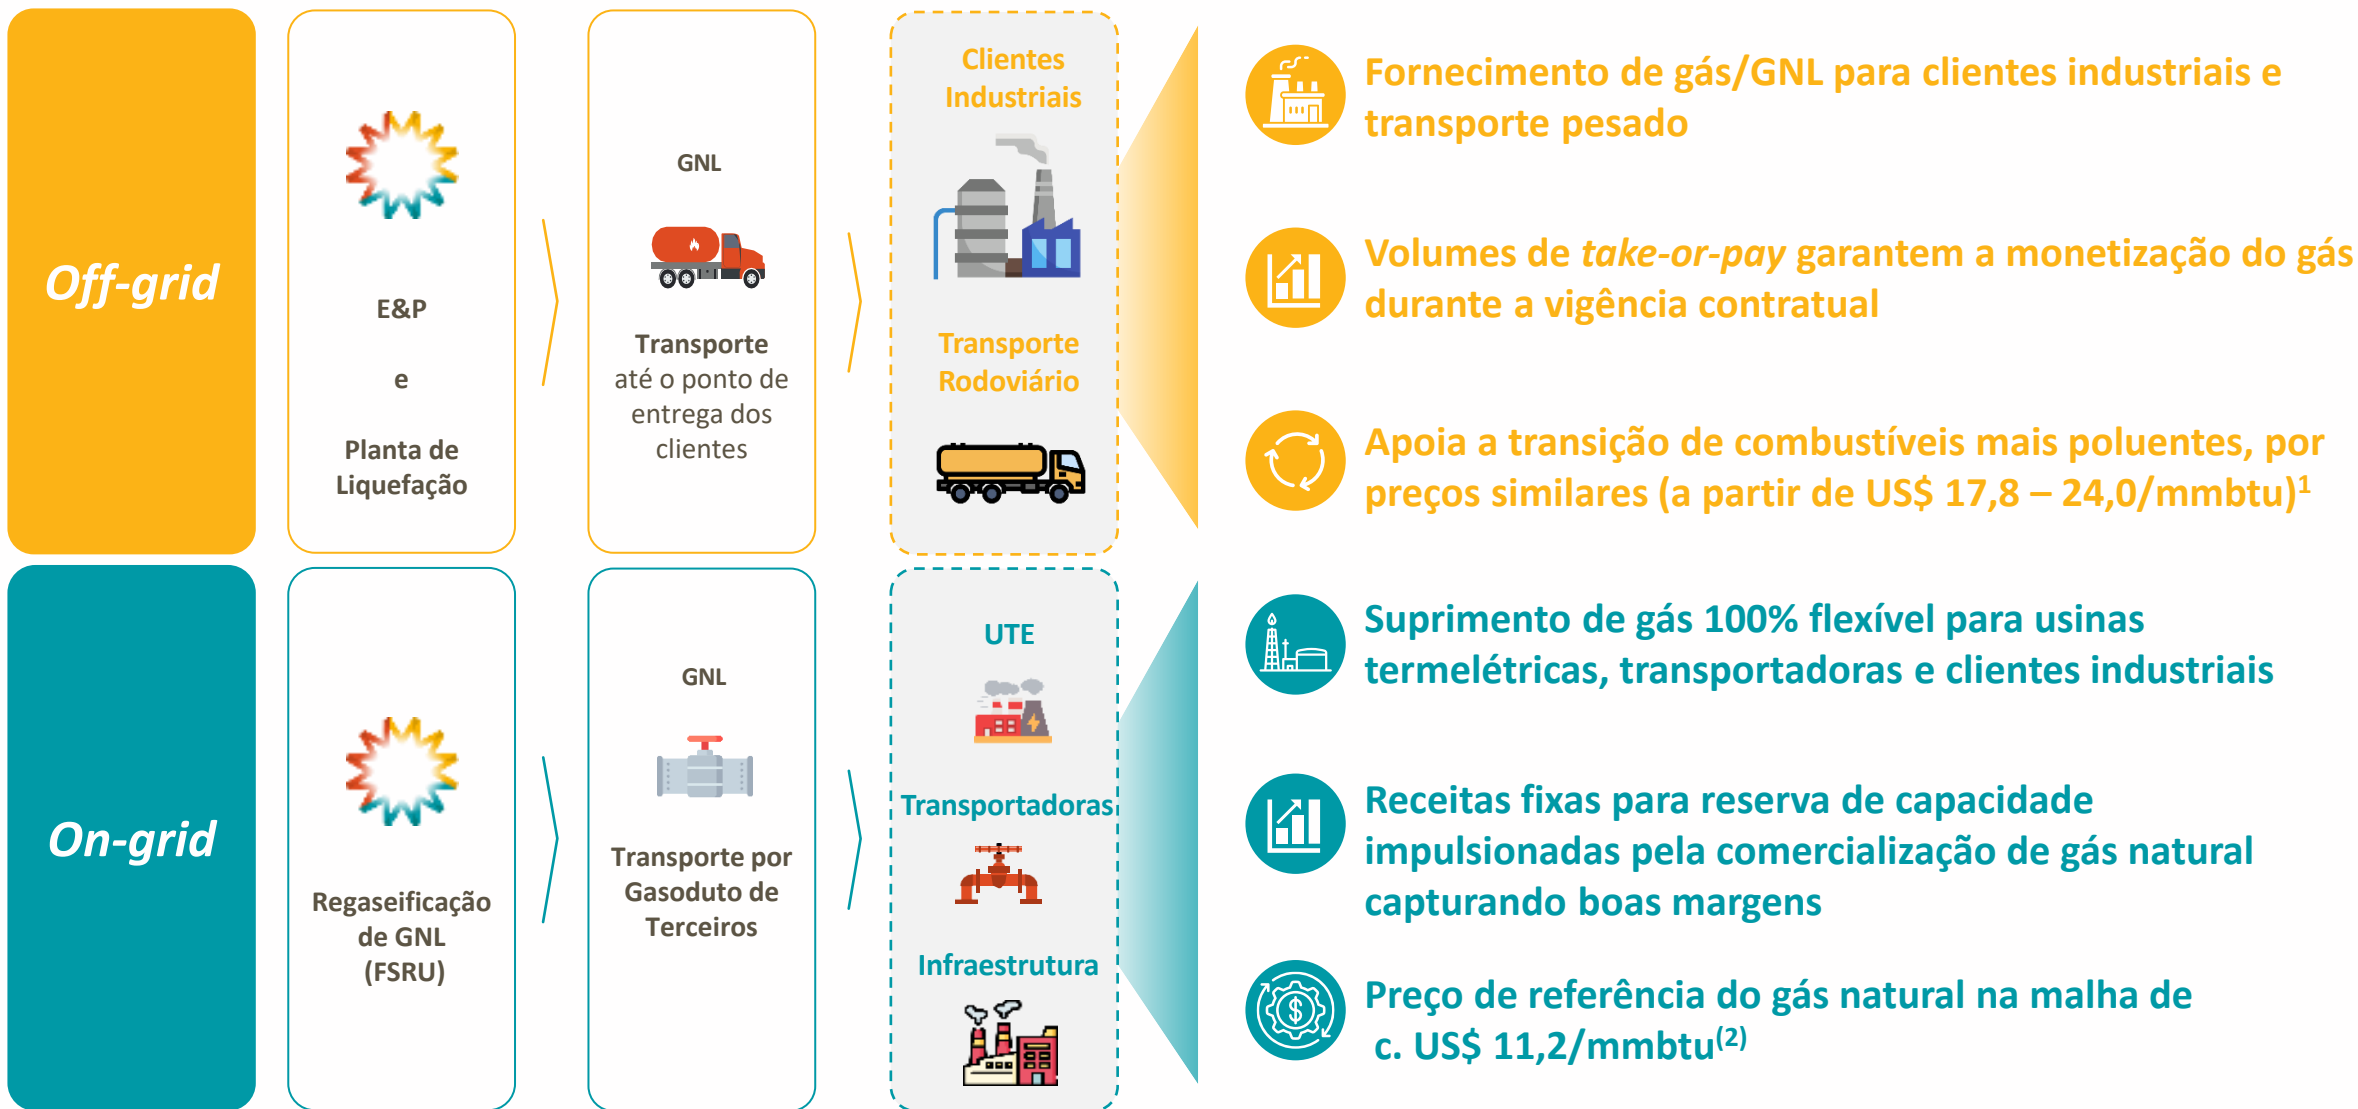 Off-grid
E&P
e
Planta de
Liquefação
GNL
Transporte
até o ponto de
entrega dos
clientes
Clientes
Industriais
Transporte
Rodoviário
Fornecimento de gás/GNL para clientes industriais e
transporte pesado
Volumes de take-or-pay garantem a monetização do gás
durante a vigência contratual
Apoia a transição de combustíveis mais poluentes, por
preços similares (a partir de US$ 17,8 – 24,0/mmbtu)¹
On-grid
Regaseificação
de GNL
(FSRU)
GNL
Transporte por
Gasoduto de
Terceiros
UTE
Transportadoras
Infraestrutura
Suprimento de gás 100% flexível para usinas
termelétricas, transportadoras e clientes industriais
Receitas fixas para reserva de capacidade
impulsionadas pela comercialização de gás natural
capturando boas margens
Preço de referência do gás natural na malha de
c. US$ 11,2/mmbtu⁽²⁾